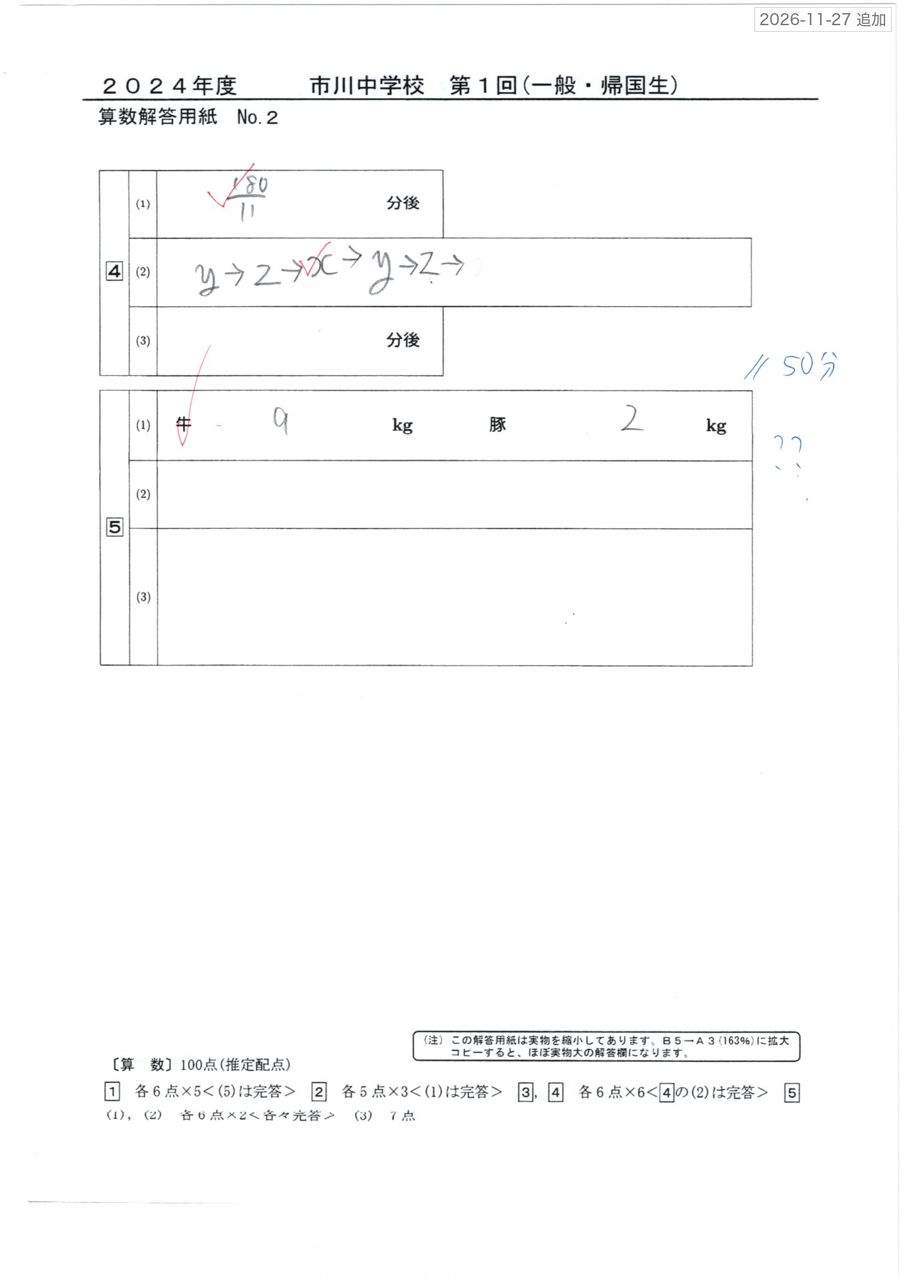 2026-11-27 追加
2024年度 市川中学校 第1回(一般・帰国生)
算数解答用紙 No.2
4
(1) 180/11 分後
(2) y→z→x→y→z→
(3) 分後
50分
5
(1) 牛 9 kg 豚 2 kg
??
(2)
(3)
(注) この解答用紙は実物を縮小してあります。B5→A3(163%)に拡大
コピーすると、ほぼ実物大の解答欄になります。
〔算 数〕100点(推定配点)
1 各6点×5<(5)は完答> 2 各5点×3<(1)は完答> 3, 4 各6点×6<4の(2)は完答> 5
(1), (2) 各6点×2<各々完答> (3) 7点